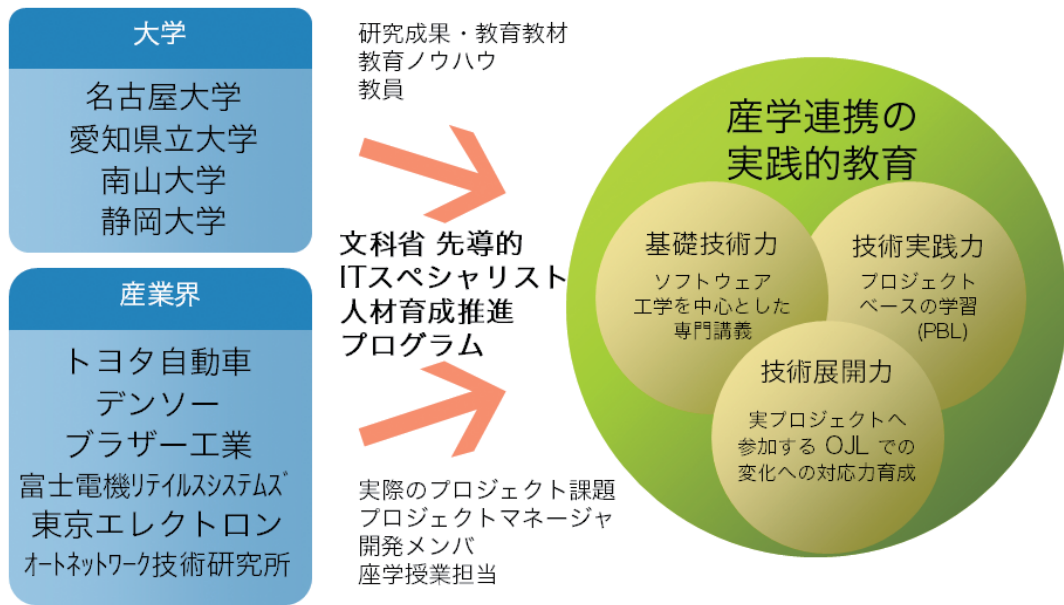 大学
名古屋大学
愛知県立大学
南山大学
静岡大学
産業界
トヨタ自動車
デンソー
ブラザー工業
富士電機ﾘﾃｲﾙｽｼｽﾃﾑｽﾞ
東京エレクトロン
ｵｰﾄﾈｯﾄﾜｰｸ技術研究所
研究成果・教育教材
教育ノウハウ
教員
文科省 先導的
ITスペシャリスト
人材育成推進
プログラム
実際のプロジェクト課題
プロジェクトマネージャ
開発メンバ
座学授業担当
産学連携の
実践的教育
基礎技術力
ソフトウェア
工学を中心とした
専門講義
技術実践力
プロジェクト
ベースの学習
(PBL)
技術展開力
実プロジェクトへ
参加する OJL での
変化への対応力育成